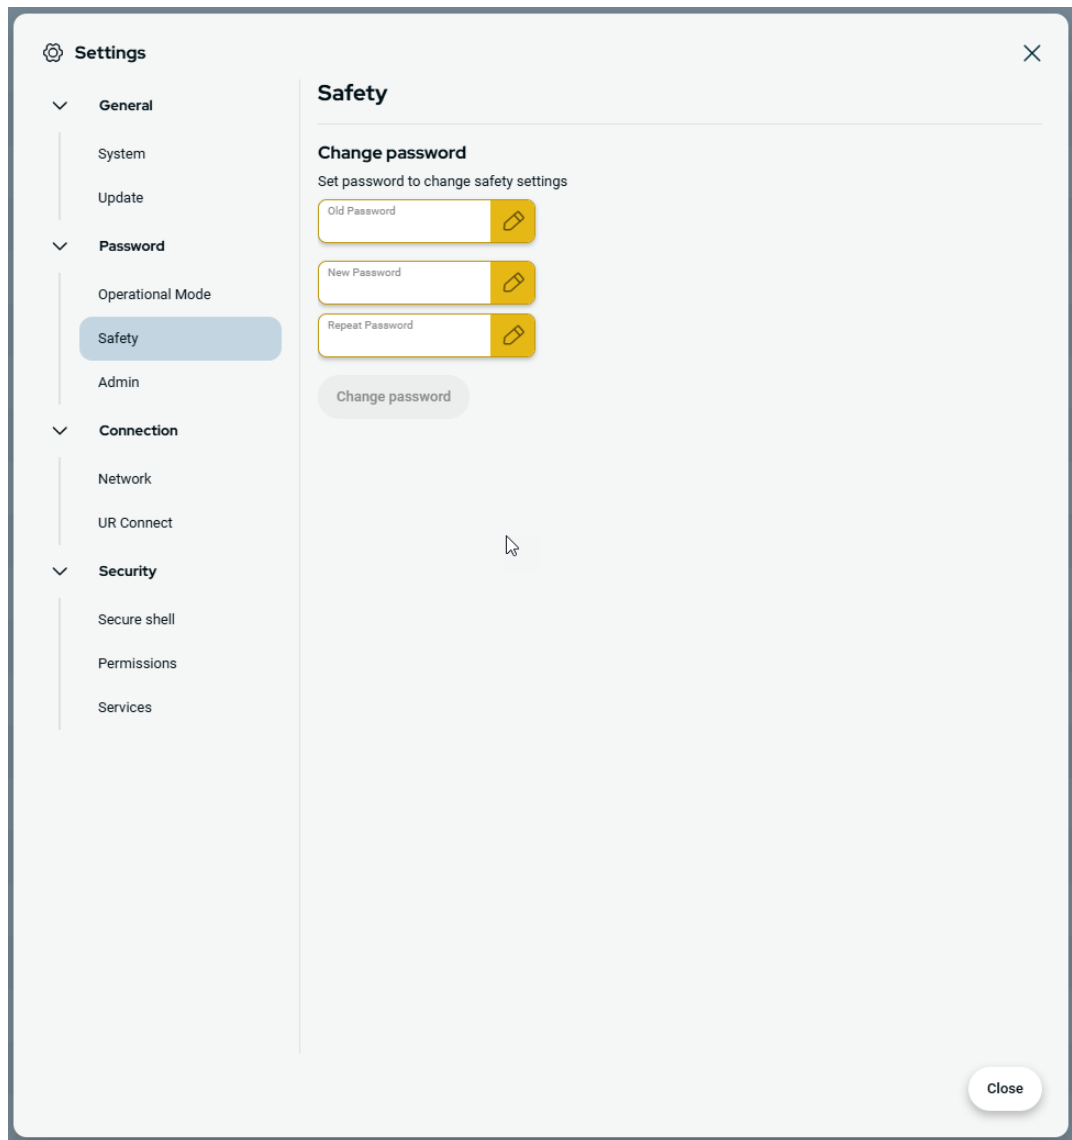 Settings
General
System
Update
Password
Operational Mode
Safety
Admin
Connection
Network
UR Connect
Security
Secure shell
Permissions
Services
Safety
Change password
Set password to change safety settings
Old Password
New Password
Repeat Password
Change password
Close